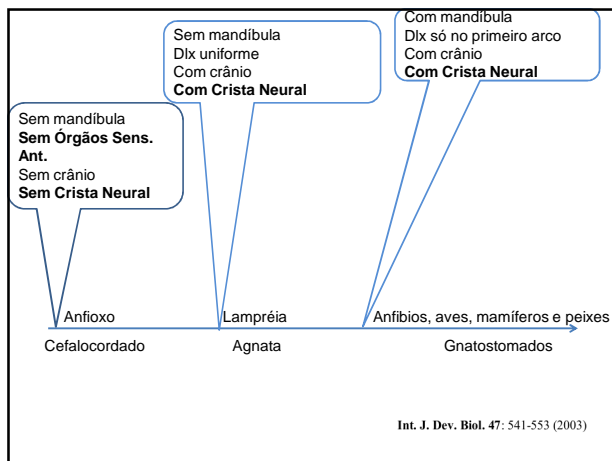 Com mandíbula
Dlx só no primeiro arco
Com crânio
Com Crista Neural
Sem mandíbula
Dlx uniforme
Com crânio
Com Crista Neural
Sem mandíbula
Sem Órgãos Sens.
Ant.
Sem crânio
Sem Crista Neural
Anfioxo
Lampréia
Anfibios, aves, mamíferos e peixes
Cefalocordado
Agnata
Gnatostomados
Int. J. Dev. Biol. 47: 541-553 (2003)